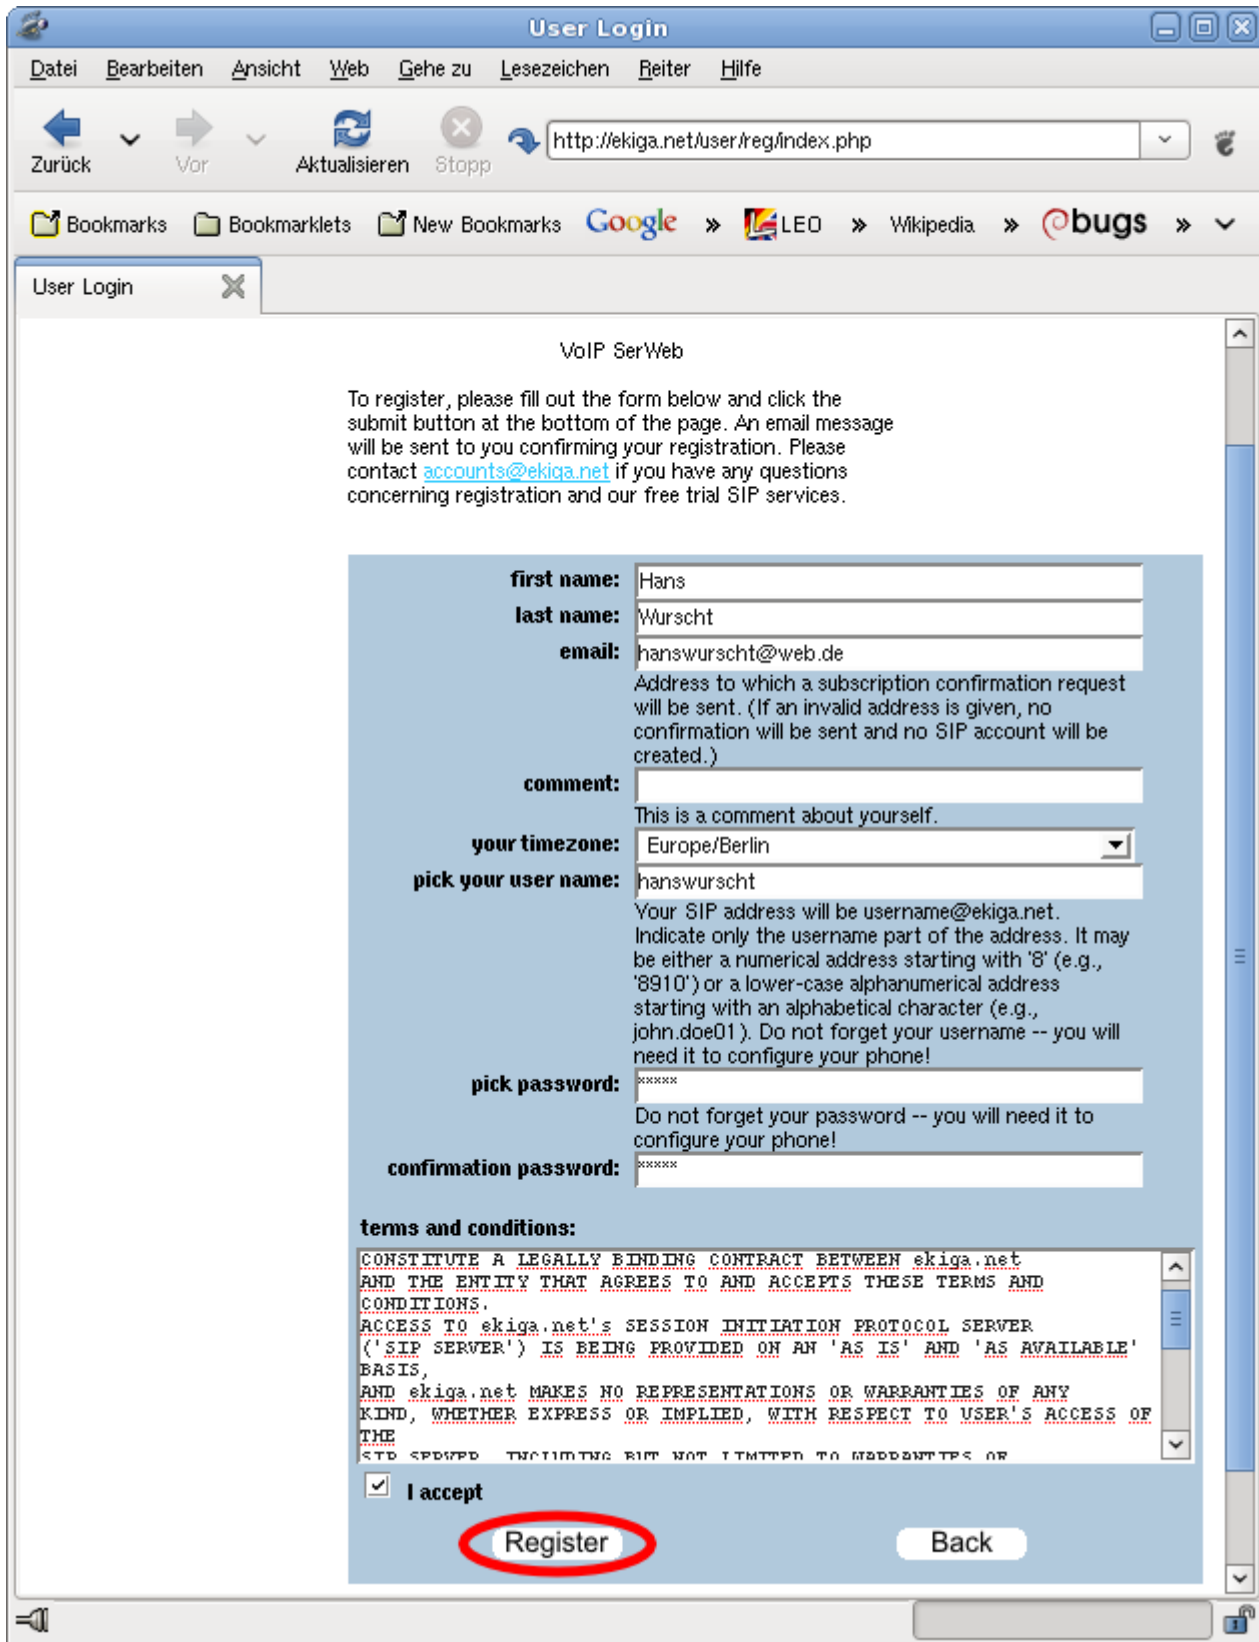 User Login
Datei Bearbeiten Ansicht Web Gehe zu Lesezeichen Reiter Hilfe
Zurück Vor Aktualisieren Stopp http://ekiga.net/user/reg/index.php
Bookmarks Bookmarklets New Bookmarks Google » LEO » Wikipedia » bugs »
User Login
VoIP SerWeb
To register, please fill out the form below and click the
submit button at the bottom of the page. An email message
will be sent to you confirming your registration. Please
contact accounts@ekiga.net if you have any questions
concerning registration and our free trial SIP services.
first name: Hans
last name: Wurscht
email: hanswurscht@web.de
Address to which a subscription confirmation request
will be sent. (If an invalid address is given, no
confirmation will be sent and no SIP account will be
created.)
comment:
This is a comment about yourself.
your timezone: Europe/Berlin
pick your user name: hanswurscht
Your SIP address will be username@ekiga.net.
Indicate only the username part of the address. It may
be either a numerical address starting with '8' (e.g.,
'8910') or a lower-case alphanumerical address
starting with an alphabetical character (e.g.,
john.doe01). Do not forget your username -- you will
need it to configure your phone!
pick password: *****
Do not forget your password -- you will need it to
configure your phone!
confirmation password: *****
terms and conditions:
CONSTITUTE A LEGALLY BINDING CONTRACT BETWEEN ekiga.net
AND THE ENTITY THAT AGREES TO AND ACCEPTS THESE TERMS AND
CONDITIONS.
ACCESS TO ekiga.net's SESSION INITIATION PROTOCOL SERVER
('SIP SERVER') IS BEING PROVIDED ON AN 'AS IS' AND 'AS AVAILABLE'
BASIS,
AND ekiga.net MAKES NO REPRESENTATIONS OR WARRANTIES OF ANY
KIND, WHETHER EXPRESS OR IMPLIED, WITH RESPECT TO USER'S ACCESS OF
THE
SIP SERVER, INCLUDING BUT NOT LIMITED TO WARRANTIES OF
I accept
Register Back